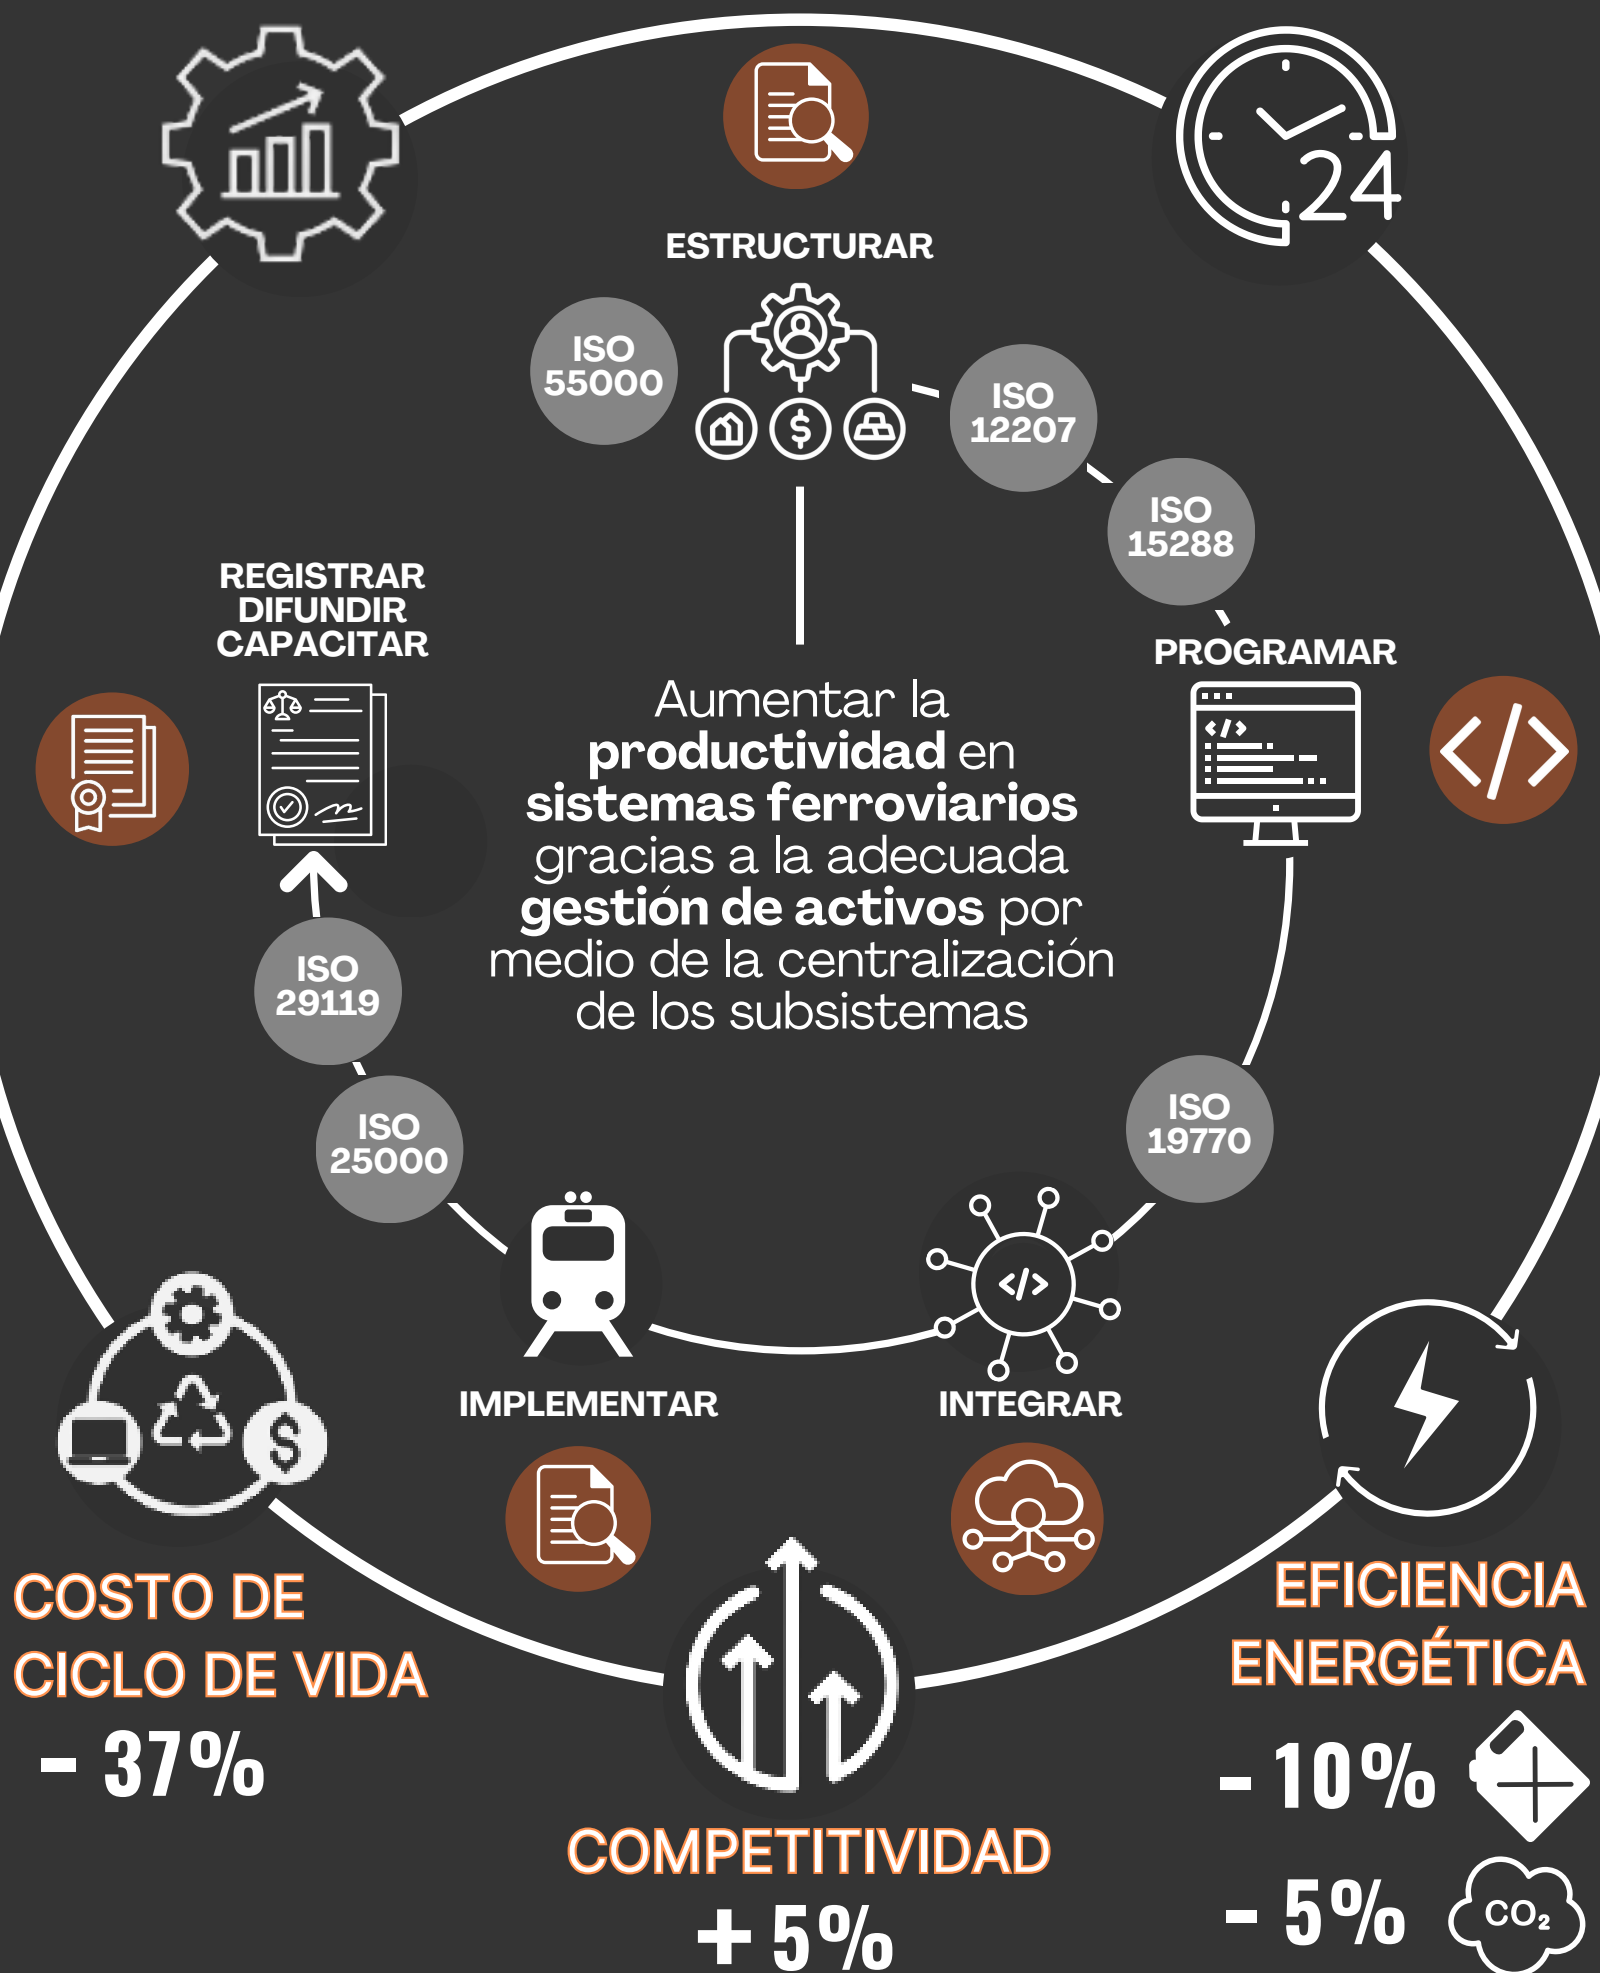 24
ESTRUCTURAR
ISO
55000
ISO
12207
ISO
15288
PROGRAMAR
</>
</>
REGISTRAR
DIFUNDIR
CAPACITAR
Aumentar la
productividad en
sistemas ferroviarios
gracias a la adecuada
gestión de activos por
medio de la centralización
de los subsistemas
ISO
29119
ISO
25000
ISO
19770
</>
IMPLEMENTAR
INTEGRAR
COSTO DE
CICLO DE VIDA
- 37%
COMPETITIVIDAD
+ 5%
EFICIENCIA
ENERGÉTICA
- 10%
- 5%
CO₂